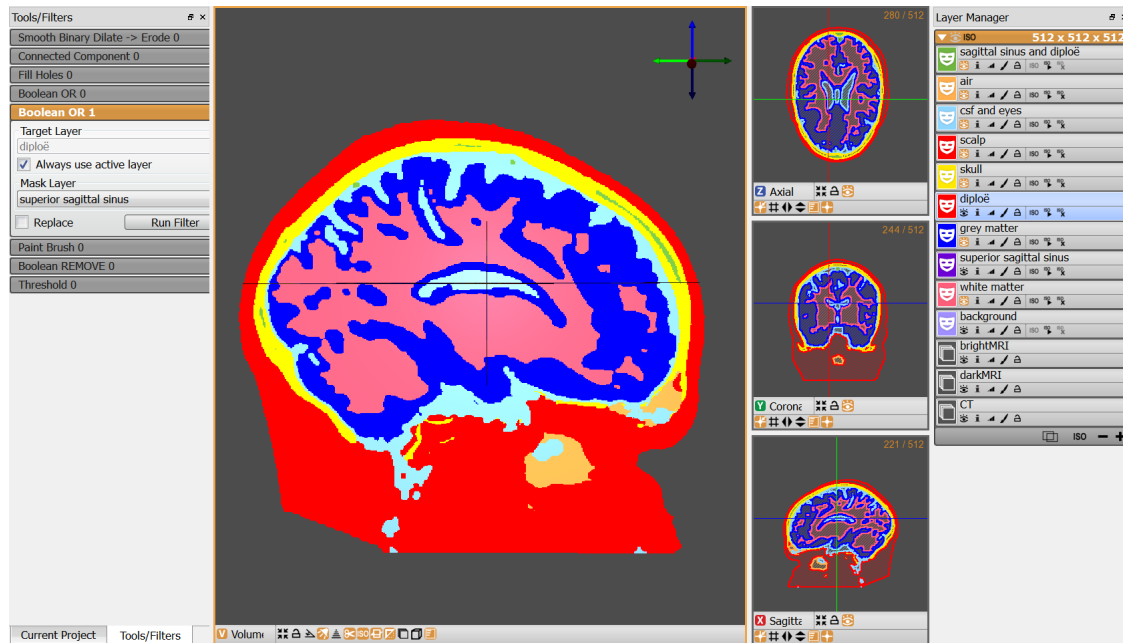 Tools/Filters
Smooth Binary Dilate -> Erode 0
Connected Component 0
Fill Holes 0
Boolean OR 0
Boolean OR 1
Target Layer
diploë
Always use active layer
Mask Layer
superior sagittal sinus
Replace
Run Filter
Paint Brush 0
Boolean REMOVE 0
Threshold 0
Current Project
Tools/Filters
V Volume
ISO
280 / 512
Z Axial
244 / 512
Y Corona
221 / 512
X Sagitta
Layer Manager
ISO 512 x 512 x 512
sagittal sinus and diploë
air
csf and eyes
scalp
skull
diploë
grey matter
superior sagittal sinus
white matter
background
brightMRI
darkMRI
CT
ISO